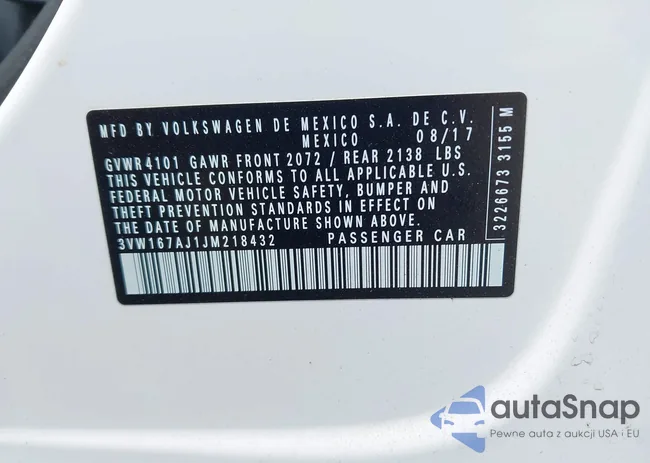 MFD BY VOLKSWAGEN DE MEXICO S.A. DE C.V.
MEXICO 08/17
GVWR 4101 GAWR FRONT 2072 / REAR 2138 LBS
THIS VEHICLE CONFORMS TO ALL APPLICABLE U.S.
FEDERAL MOTOR VEHICLE SAFETY, BUMPER AND
THEFT PREVENTION STANDARDS IN EFFECT ON
THE DATE OF MANUFACTURE SHOWN ABOVE.
3VW167AJ1JM218432 PASSENGER CAR
3226673 3155 M
autaSnap
Pewne auta z aukcji USA i EU